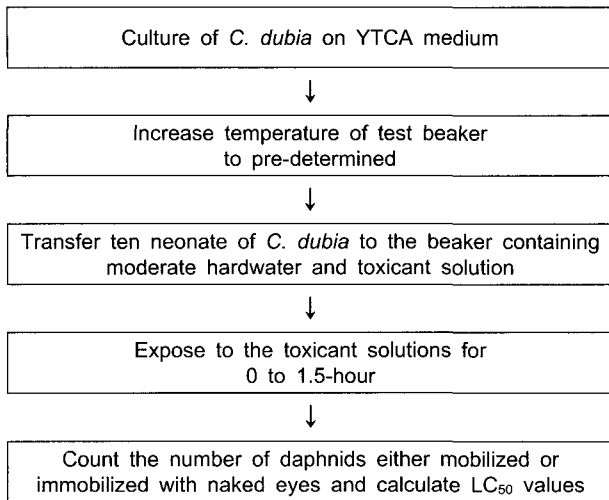 Culture of C. dubia on YTCA medium
↓
Increase temperature of test beaker
to pre-determined
↓
Transfer ten neonate of C. dubia to the beaker containing
moderate hardwater and toxicant solution
↓
Expose to the toxicant solutions for
0 to 1.5-hour
↓
Count the number of daphnids either mobilized or
immobilized with naked eyes and calculate LC₅₀ values